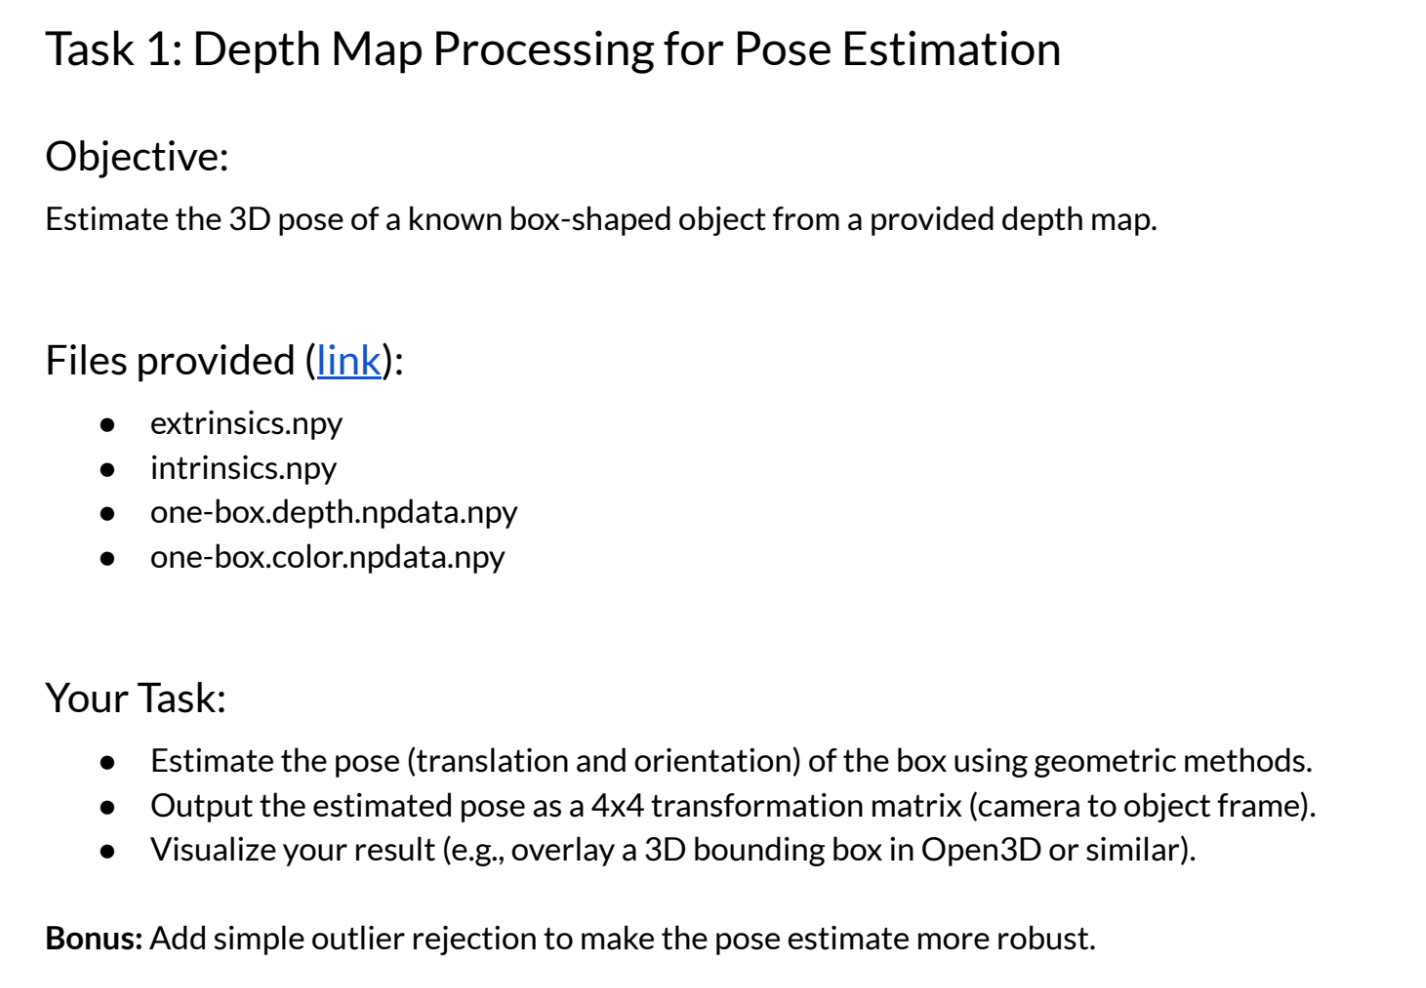 Task 1: Depth Map Processing for Pose Estimation
Objective:
Estimate the 3D pose of a known box-shaped object from a provided depth map.
Files provided (link):
● extrinsics.npy
● intrinsics.npy
● one-box.depth.npdata.npy
● one-box.color.npdata.npy
Your Task:
● Estimate the pose (translation and orientation) of the box using geometric methods.
● Output the estimated pose as a 4x4 transformation matrix (camera to object frame).
● Visualize your result (e.g., overlay a 3D bounding box in Open3D or similar).
Bonus: Add simple outlier rejection to make the pose estimate more robust.